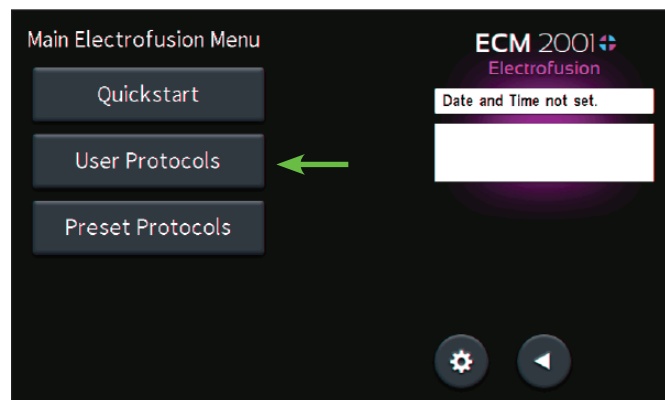 Main Electrofusion Menu
Quickstart
User Protocols
Preset Protocols
ECM 2001
Electrofusion
Date and Time not set.